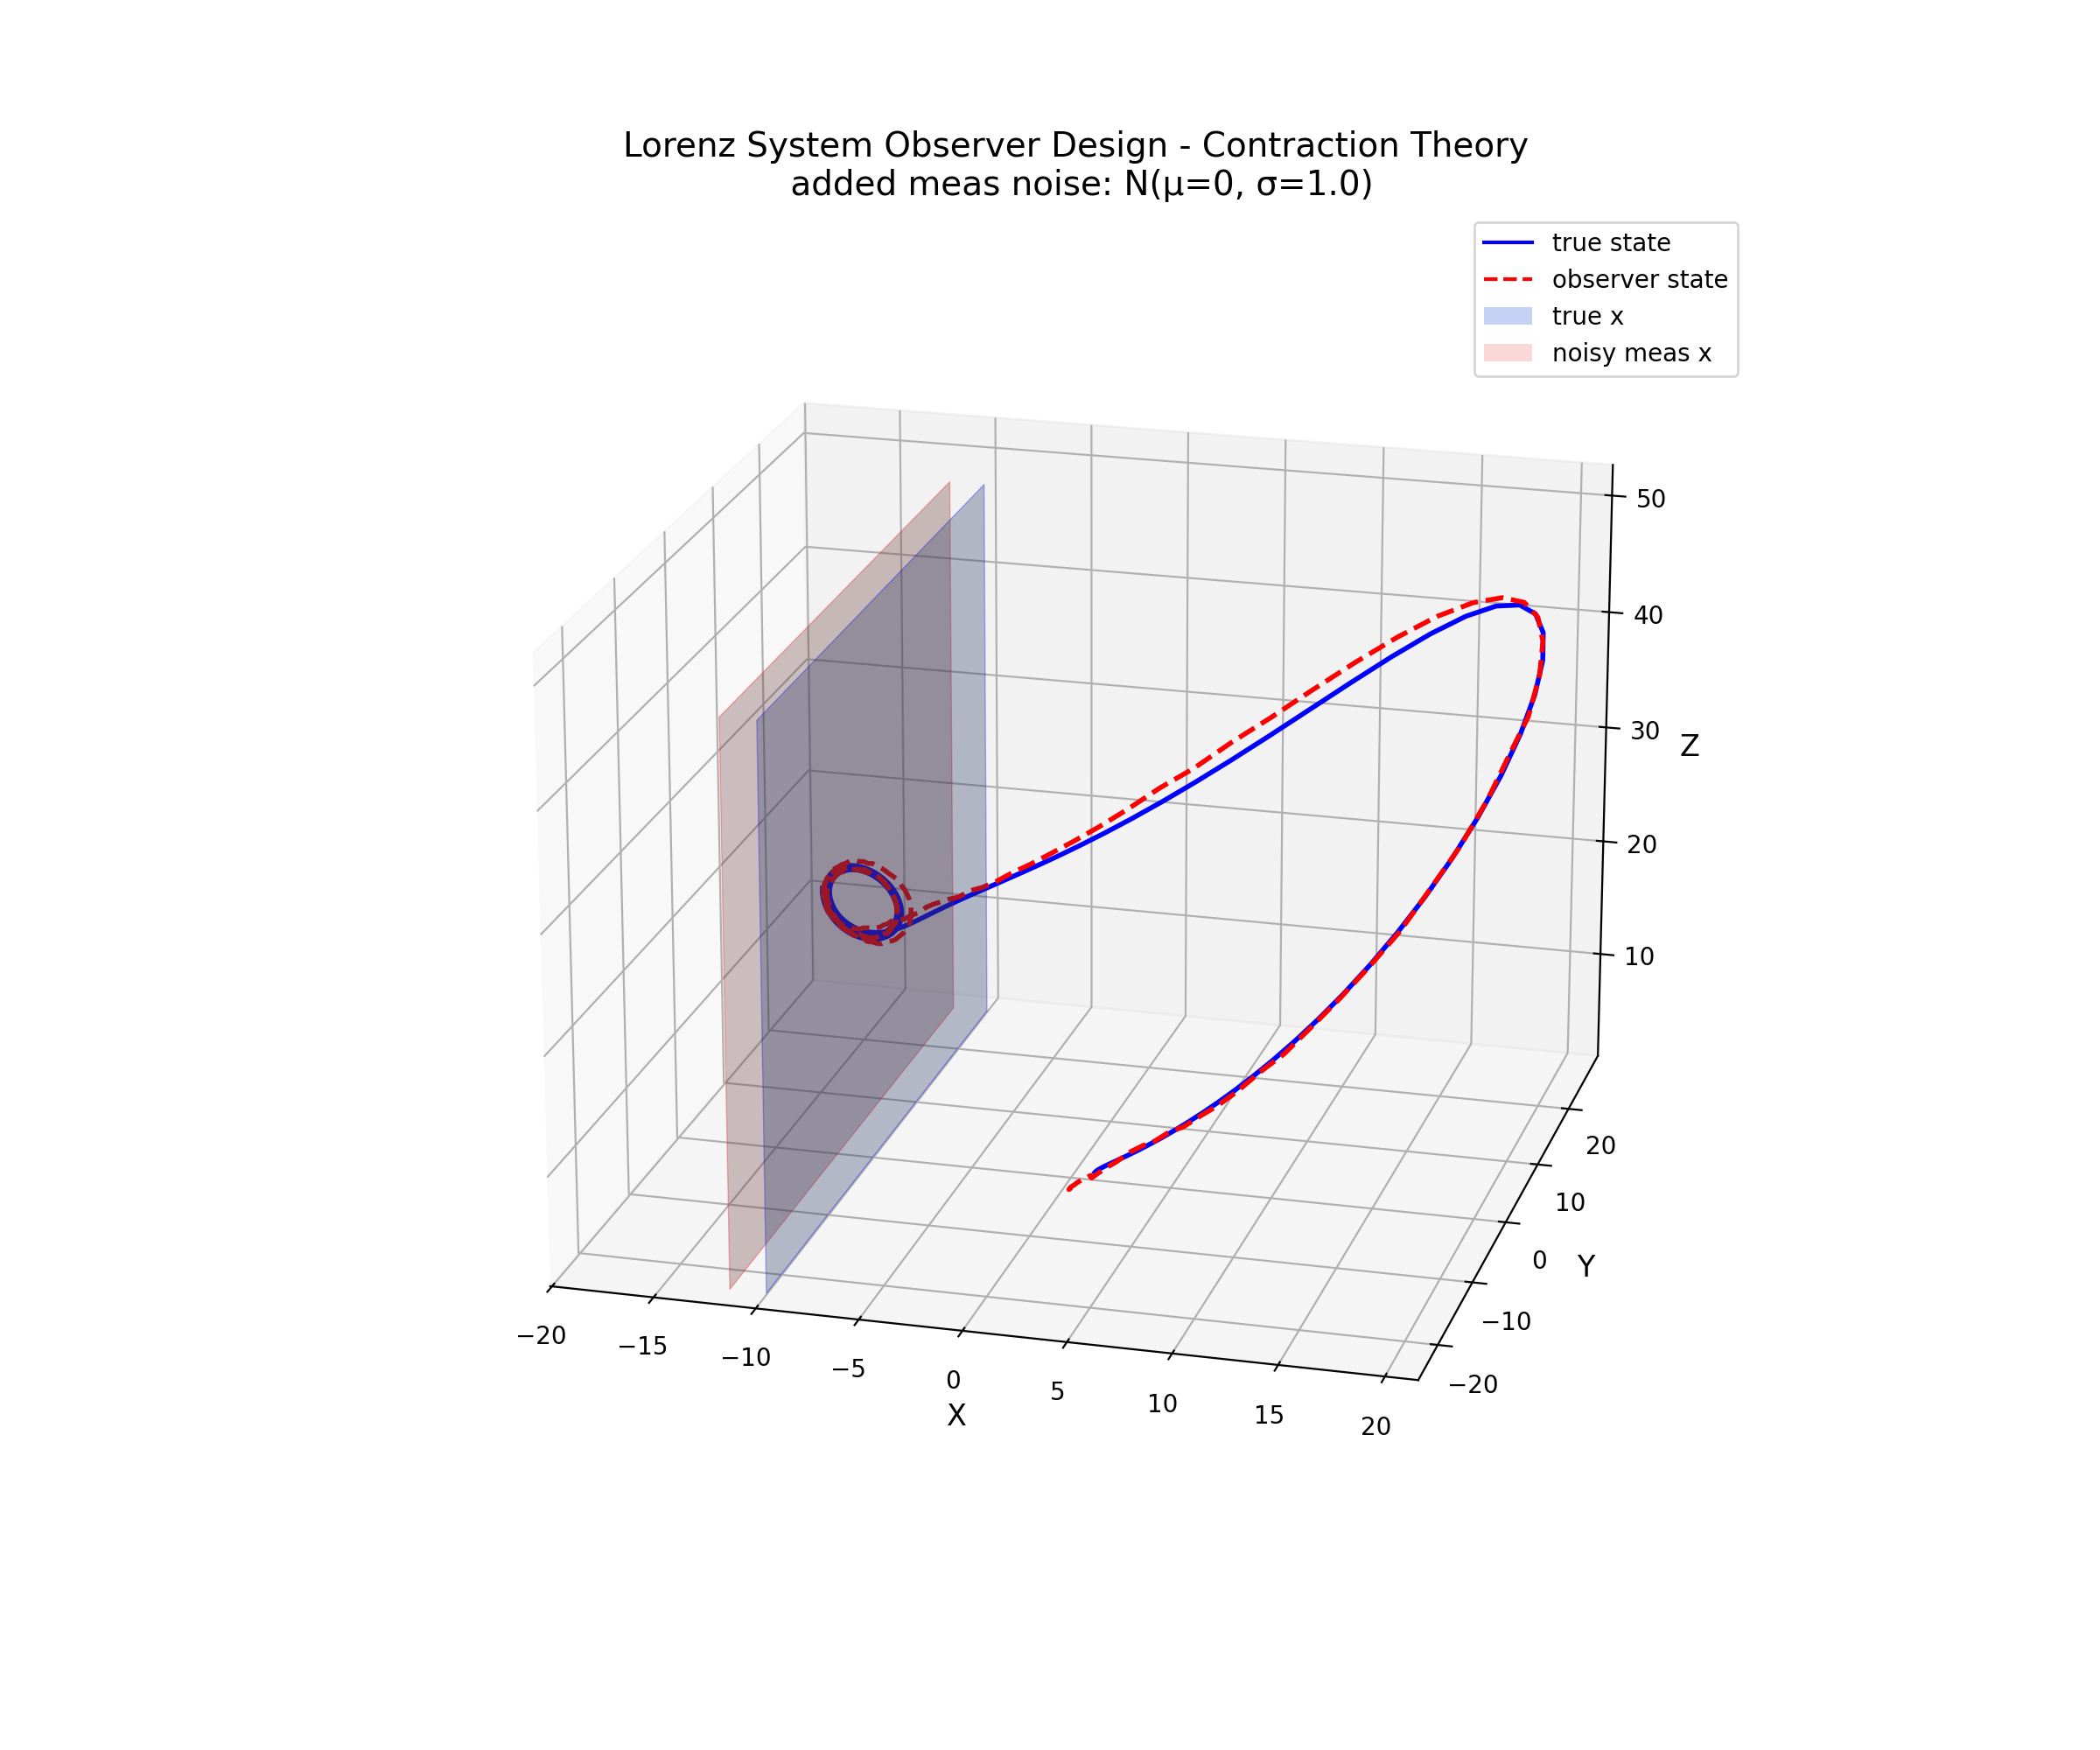 Lorenz System Observer Design - Contraction Theory
added meas noise: N(μ=0, σ=1.0)
true state
observer state
true x
noisy meas x
50
40
30
Z
20
10
20
10
0
Y
−10
−20
−20
−15
−10
−5
0
5
10
15
20
X